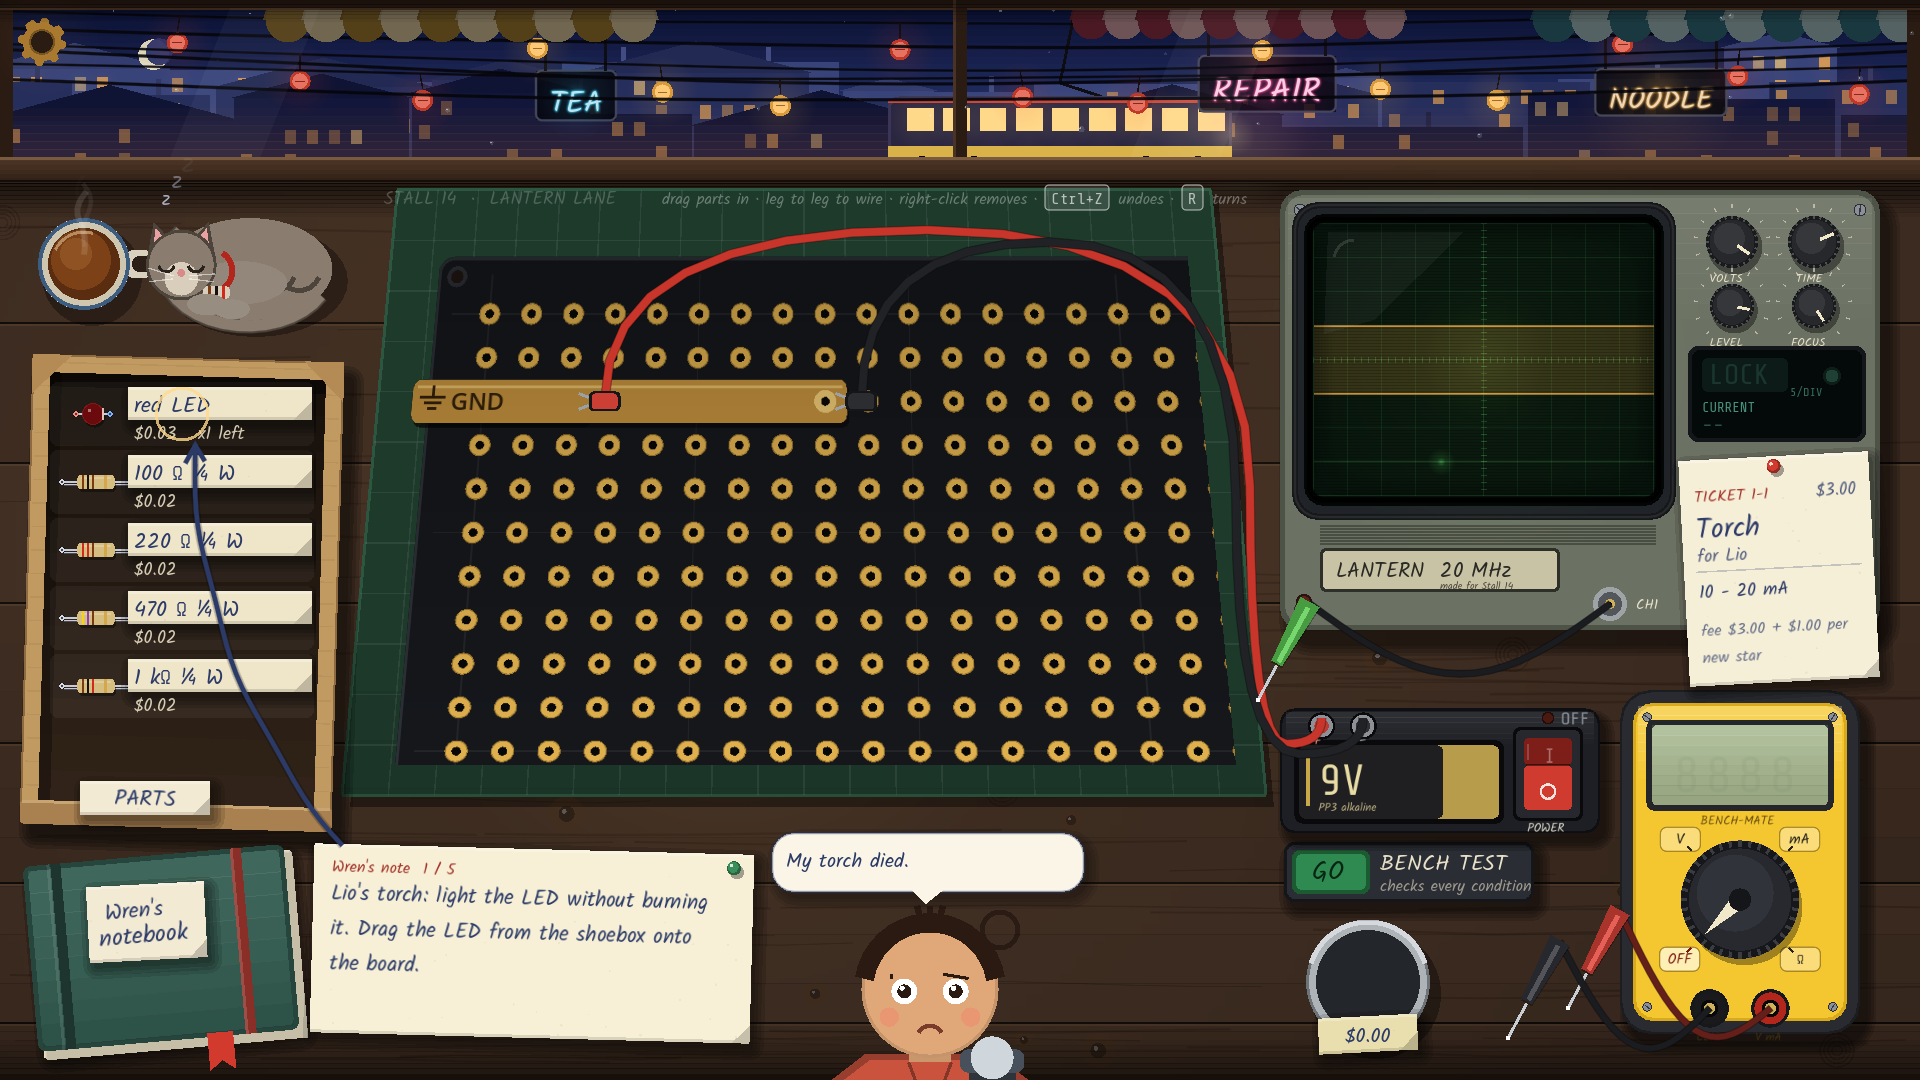 TEA
REPAIR
NOODLE
STALL 14 · LANTERN LANE
drag parts in · leg to leg to wire · right-click removes · Ctrl+Z undoes · R turns
z
z
z
GND
red LED
$0.03 x1 left
100 Ω ¼ W
$0.02
220 Ω ¼ W
$0.02
470 Ω ¼ W
$0.02
1 kΩ ¼ W
$0.02
PARTS
VOLTS
TIME
LEVEL
FOCUS
LOCK
5/DIV
CURRENT
--
LANTERN 20 MHz
made for Stall 14
CH1
TICKET 1-1 $3.00
Torch
for Lio
10 - 20 mA
fee $3.00 + $1.00 per
new star
OFF
9V
PP3 alkaline
I
POWER
GO
BENCH TEST
checks every condition
BENCH-MATE
V
mA
OFF
Ω
$0.00
Wren's
notebook
Wren's note 1 / 5
Lio's torch: light the LED without burning
it. Drag the LED from the shoebox onto
the board.
My torch died.